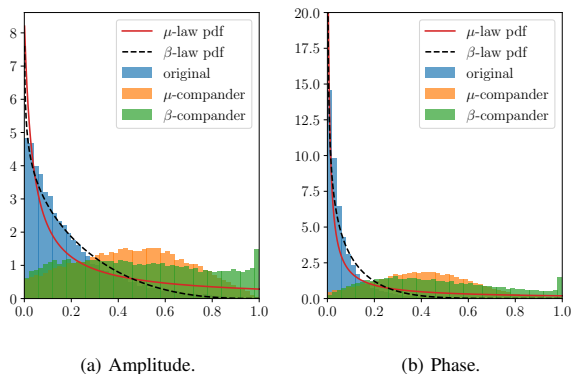 μ-law pdf
β-law pdf
original
μ-compander
β-compander
8
7
6
5
4
3
2
1
0
0.0 0.2 0.4 0.6 0.8 1.0
(a) Amplitude.
μ-law pdf
β-law pdf
original
μ-compander
β-compander
20.0
17.5
15.0
12.5
10.0
7.5
5.0
2.5
0.0
0.0 0.2 0.4 0.6 0.8 1.0
(b) Phase.